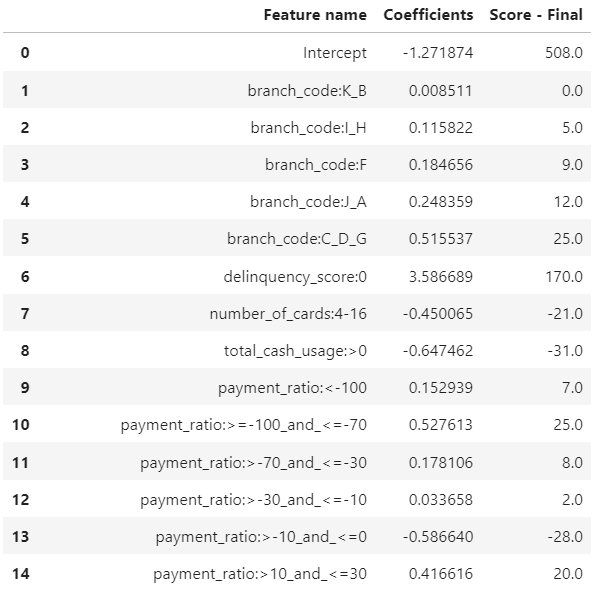 Feature name Coefficients Score - Final
0 Intercept -1.271874 508.0
1 branch_code:K_B 0.008511 0.0
2 branch_code:I_H 0.115822 5.0
3 branch_code:F 0.184656 9.0
4 branch_code:J_A 0.248359 12.0
5 branch_code:C_D_G 0.515537 25.0
6 delinquency_score:0 3.586689 170.0
7 number_of_cards:4-16 -0.450065 -21.0
8 total_cash_usage:>0 -0.647462 -31.0
9 payment_ratio:<-100 0.152939 7.0
10 payment_ratio:>=-100_and_<=-70 0.527613 25.0
11 payment_ratio:>-70_and_<=-30 0.178106 8.0
12 payment_ratio:>-30_and_<=-10 0.033658 2.0
13 payment_ratio:>-10_and_<=0 -0.586640 -28.0
14 payment_ratio:>10_and_<=30 0.416616 20.0